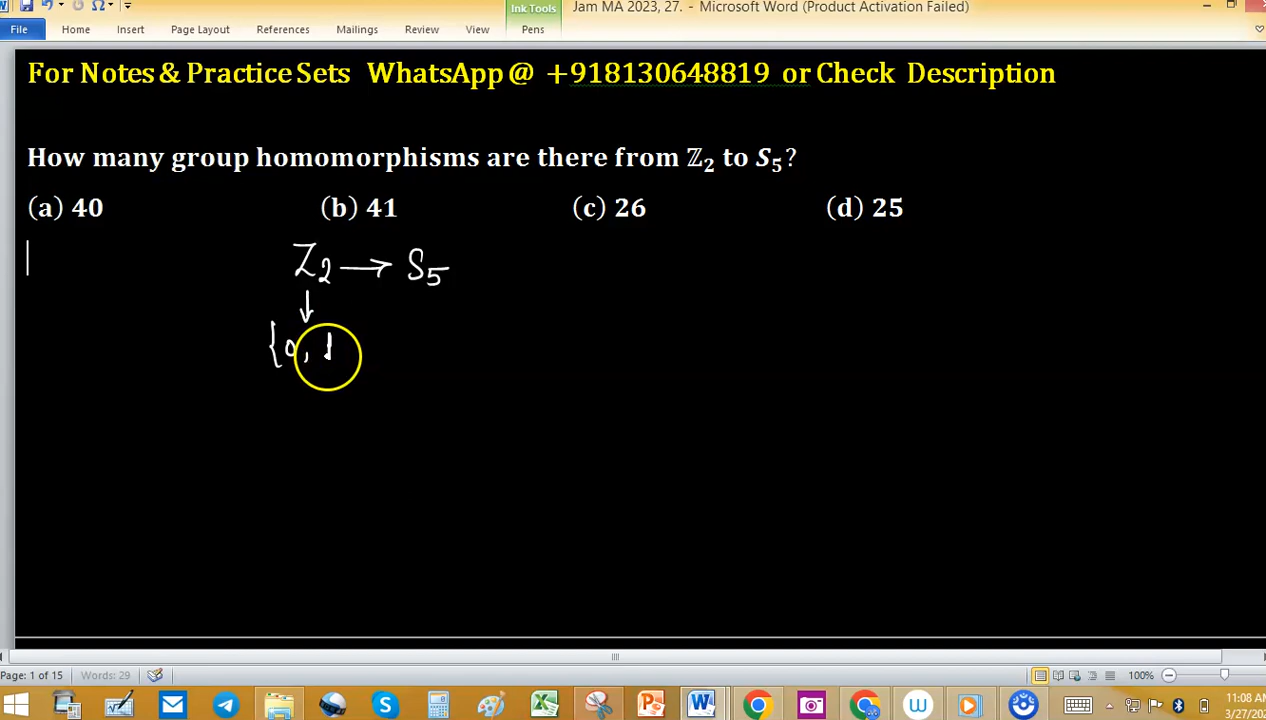 Ink Tools
Jam MA 2023, 27. - Microsoft Word (Product Activation Failed)
File Home Insert Page Layout References Mailings Review View Pens
For Notes & Practice Sets WhatsApp @ +918130648819 or Check Description
How many group homomorphisms are there from ℤ₂ to S₅?
(a) 40 (b) 41 (c) 26 (d) 25
Z₂ → S₅
↓
{0, 1
Page: 1 of 15 Words: 29 100%
11:08 AM